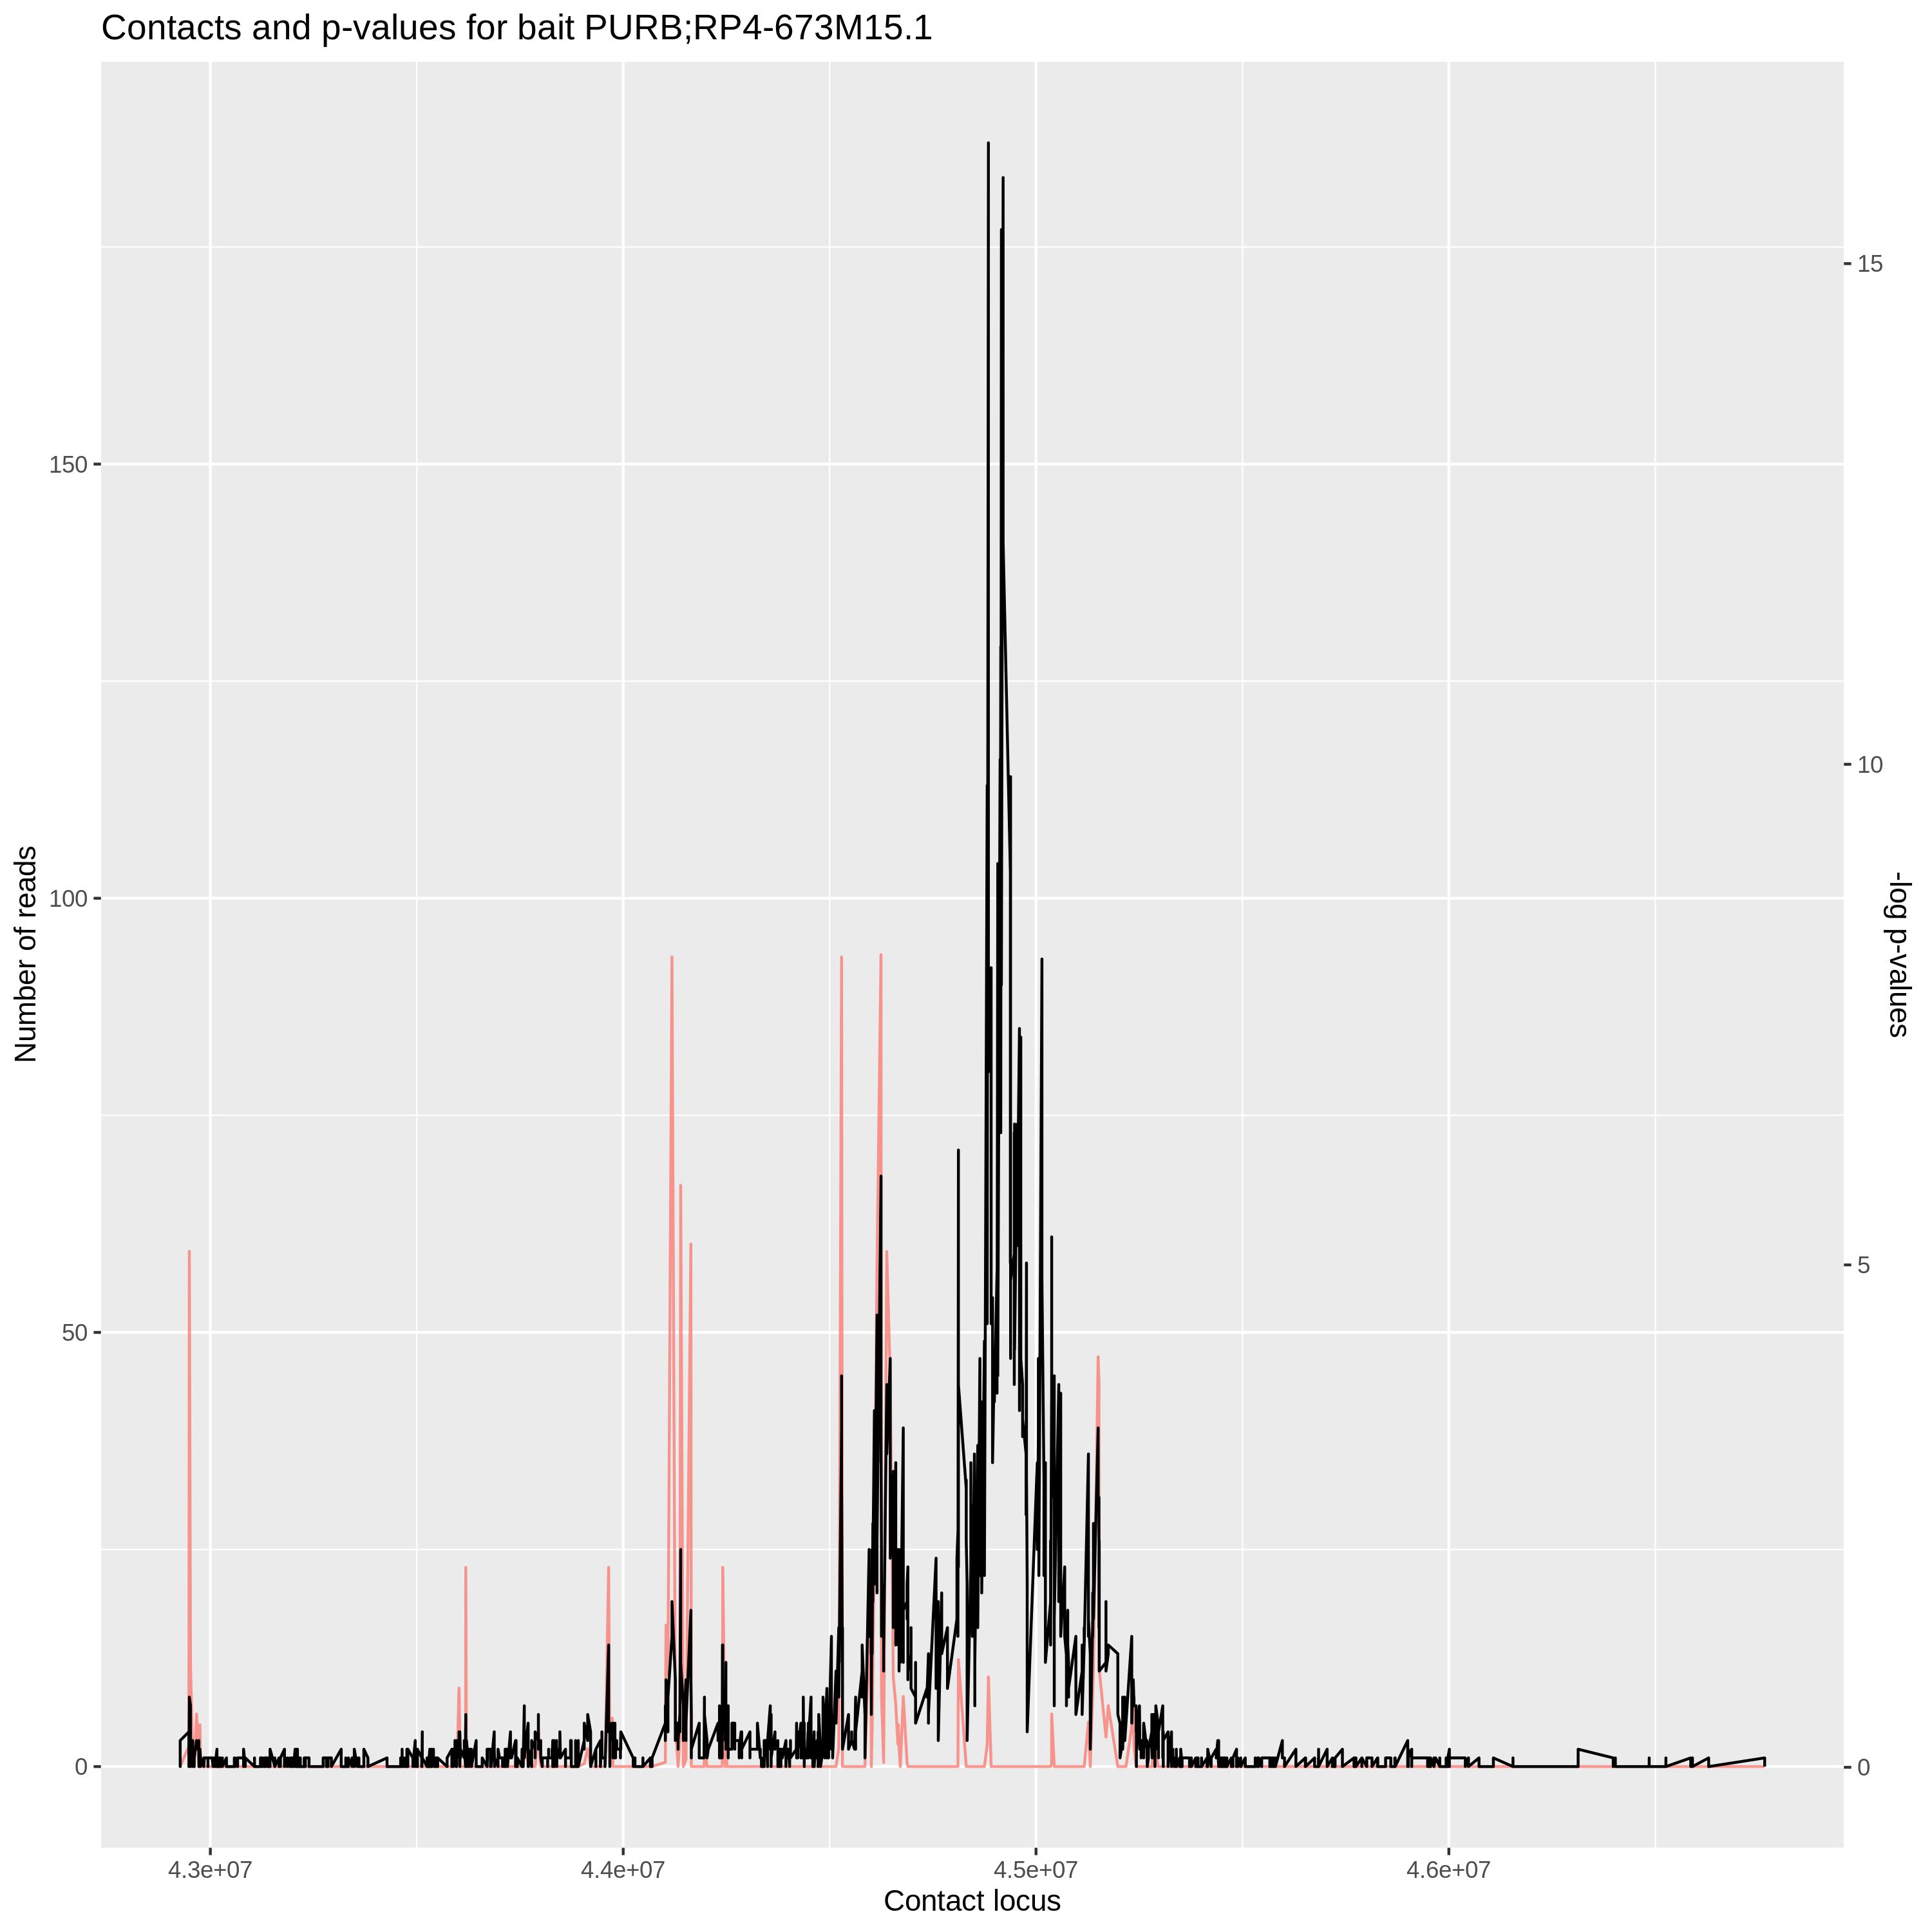 Contacts and p-values for bait PURB;RP4-673M15.1
Number of reads
150
100
50
0
15
10
5
0
-log p-values
4.3e+07
4.4e+07
4.5e+07
4.6e+07
Contact locus